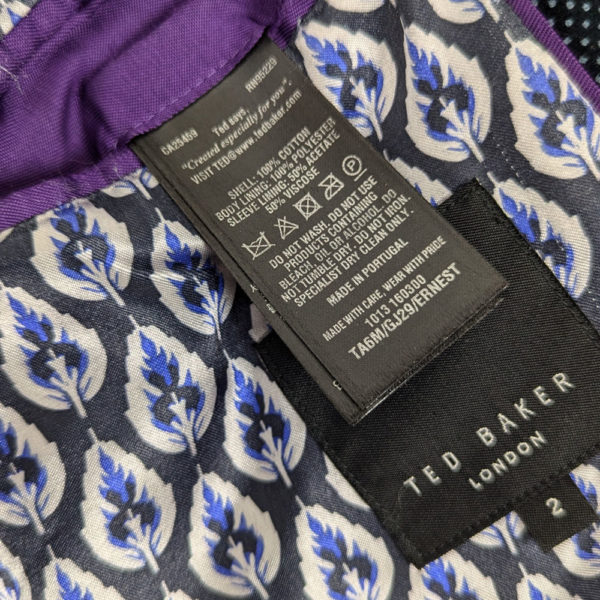 CA25459 RN95229
Ted says,
"Created especially for you".
VISIT TED@www.tedbaker.com
SHELL: 100% COTTON
BODY LINING: 100% POLYESTER
SLEEVE LINING: 50% ACETATE
50% VISCOSE
P
DO NOT WASH. DO NOT USE
PRODUCTS CONTAINING
BLEACH OR ALCOHOL. DO
NOT TUMBLE DRY. DO NOT IRON.
SPECIALIST DRY CLEAN ONLY.
MADE IN PORTUGAL
MADE WITH CARE, WEAR WITH PRIDE
1013 160300
TA6M/GJ29/ERNEST
TED BAKER
LONDON
2